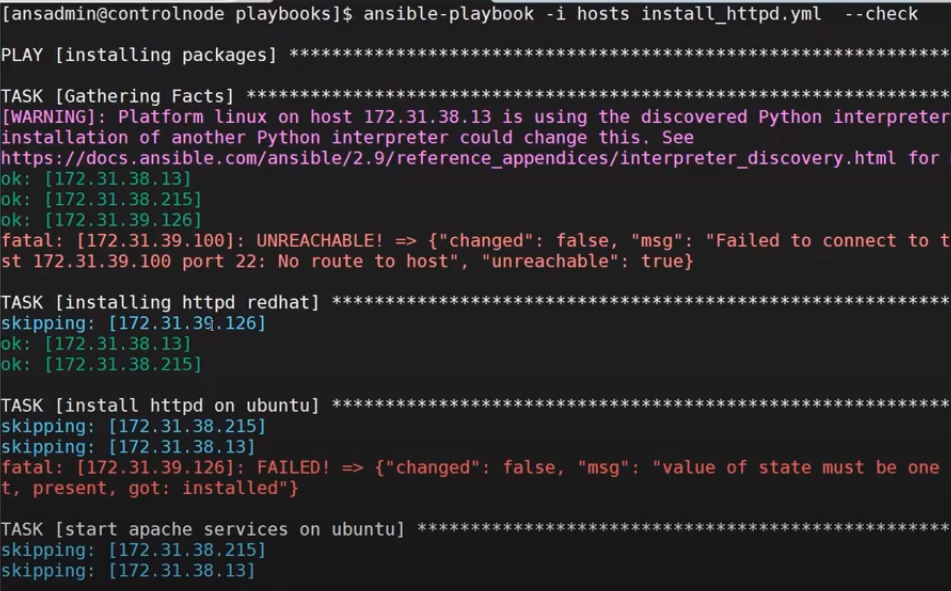 [ansadmin@controlnode playbooks]$ ansible-playbook -i hosts install_httpd.yml  --check
PLAY [installing packages] *************************************************************
TASK [Gathering Facts] *****************************************************************
[WARNING]: Platform linux on host 172.31.38.13 is using the discovered Python interpreter
installation of another Python interpreter could change this. See
https://docs.ansible.com/ansible/2.9/reference_appendices/interpreter_discovery.html for
ok: [172.31.38.13]
ok: [172.31.38.215]
ok: [172.31.39.126]
fatal: [172.31.39.100]: UNREACHABLE! => {"changed": false, "msg": "Failed to connect to t
st 172.31.39.100 port 22: No route to host", "unreachable": true}
TASK [installing httpd redhat] *********************************************************
skipping: [172.31.39.126]
ok: [172.31.38.13]
ok: [172.31.38.215]
TASK [install httpd on ubuntu] *********************************************************
skipping: [172.31.38.215]
skipping: [172.31.38.13]
fatal: [172.31.39.126]: FAILED! => {"changed": false, "msg": "value of state must be one
t, present, got: installed"}
TASK [start apache services on ubuntu] *************************************************
skipping: [172.31.38.215]
skipping: [172.31.38.13]